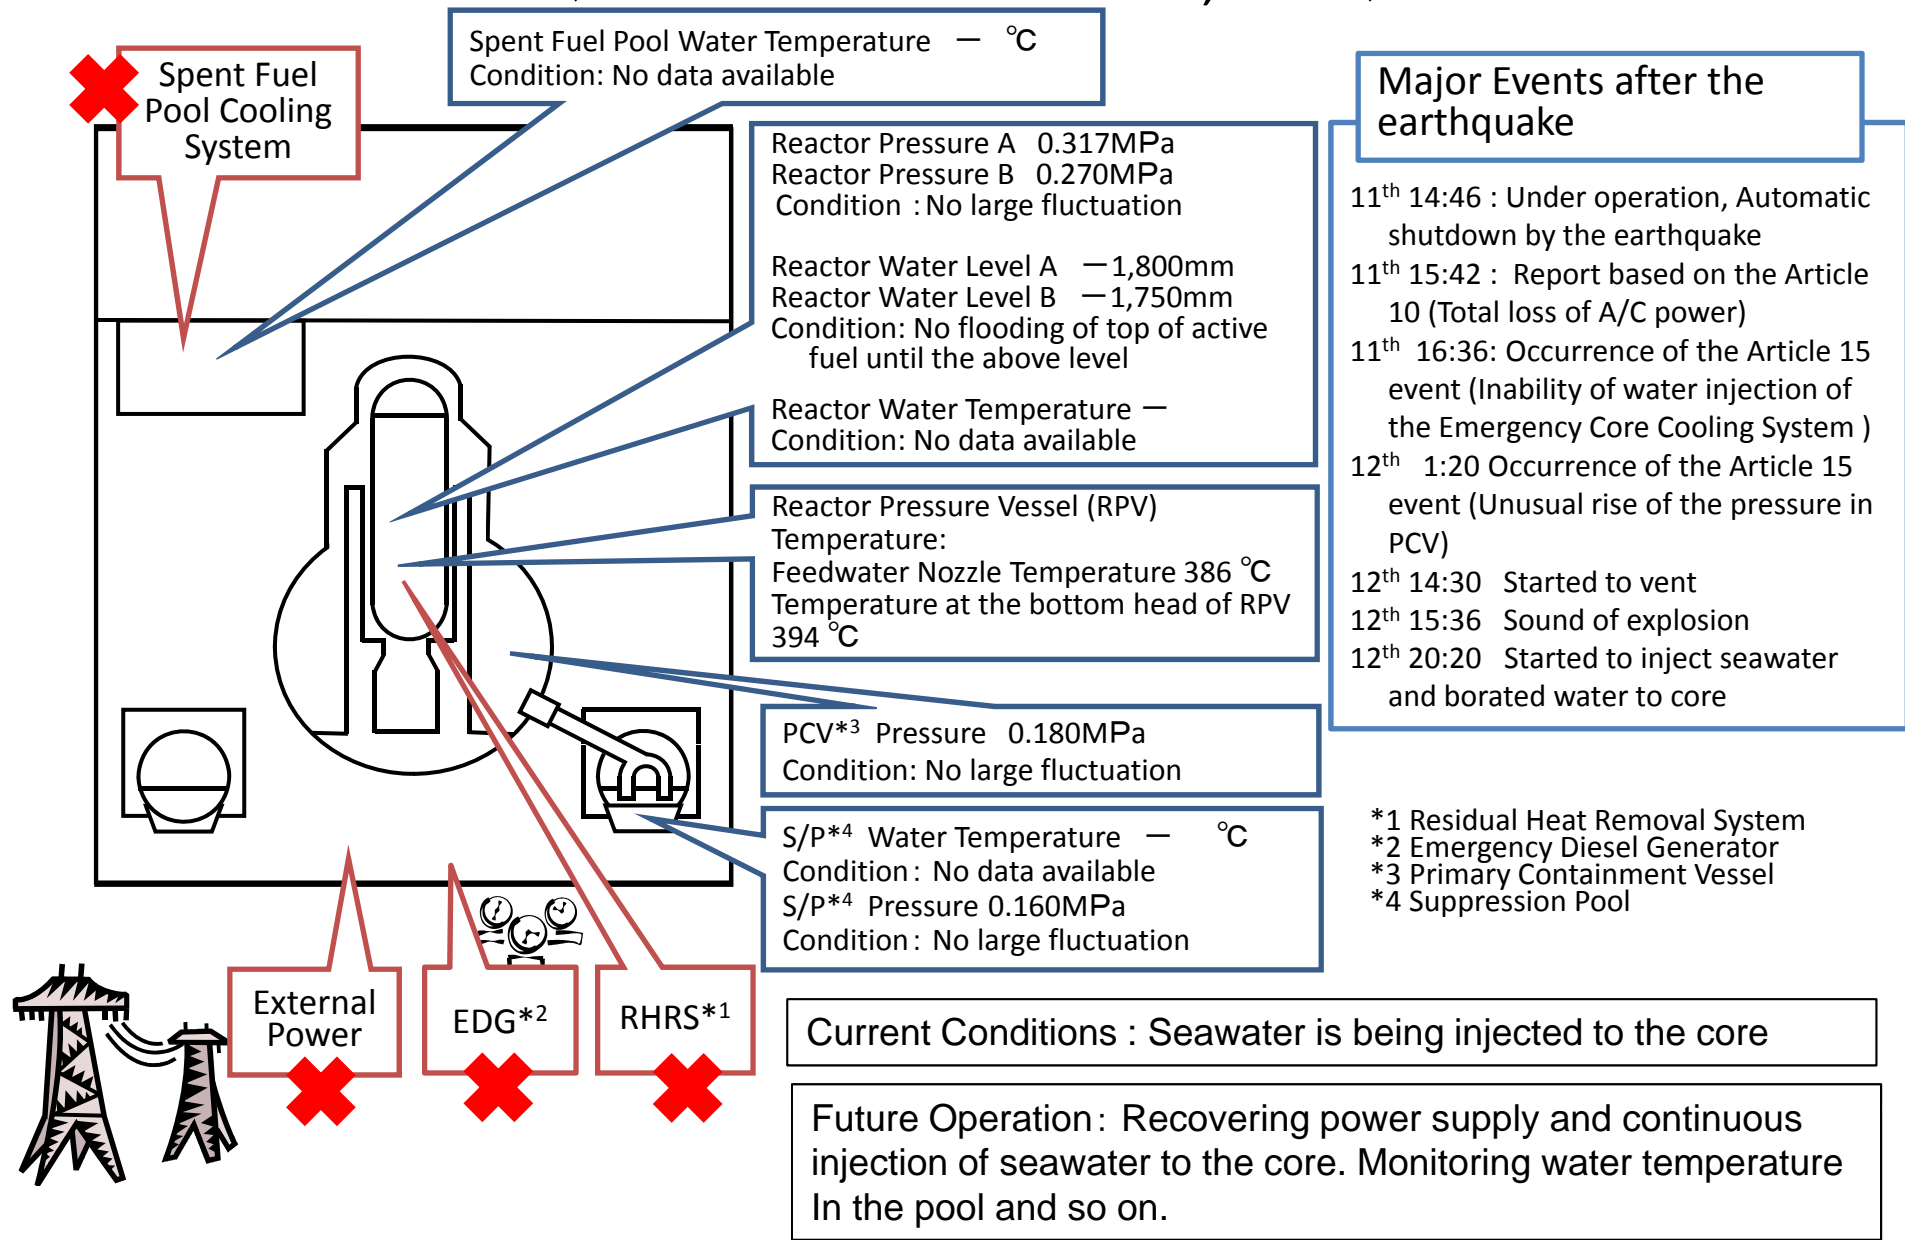 Spent Fuel Pool Water Temperature － ℃
Condition: No data available
Spent Fuel
Pool Cooling
System
Reactor Pressure A 0.317MPa
Reactor Pressure B 0.270MPa
Condition : No large fluctuation
Reactor Water Level A －1,800mm
Reactor Water Level B －1,750mm
Condition: No flooding of top of active
fuel until the above level
Reactor Water Temperature －
Condition: No data available
Reactor Pressure Vessel (RPV)
Temperature:
Feedwater Nozzle Temperature 386 ℃
Temperature at the bottom head of RPV
394 ℃
PCV*3 Pressure 0.180MPa
Condition: No large fluctuation
S/P*4 Water Temperature － ℃
Condition : No data available
S/P*4 Pressure 0.160MPa
Condition : No large fluctuation
Major Events after the
earthquake
11th 14:46 : Under operation, Automatic
shutdown by the earthquake
11th 15:42 : Report based on the Article
10 (Total loss of A/C power)
11th 16:36: Occurrence of the Article 15
event (Inability of water injection of
the Emergency Core Cooling System )
12th 1:20 Occurrence of the Article 15
event (Unusual rise of the pressure in
PCV)
12th 14:30 Started to vent
12th 15:36 Sound of explosion
12th 20:20 Started to inject seawater
and borated water to core
*1 Residual Heat Removal System
*2 Emergency Diesel Generator
*3 Primary Containment Vessel
*4 Suppression Pool
External
Power
EDG*2
RHRS*1
Current Conditions : Seawater is being injected to the core
Future Operation : Recovering power supply and continuous
injection of seawater to the core. Monitoring water temperature
In the pool and so on.